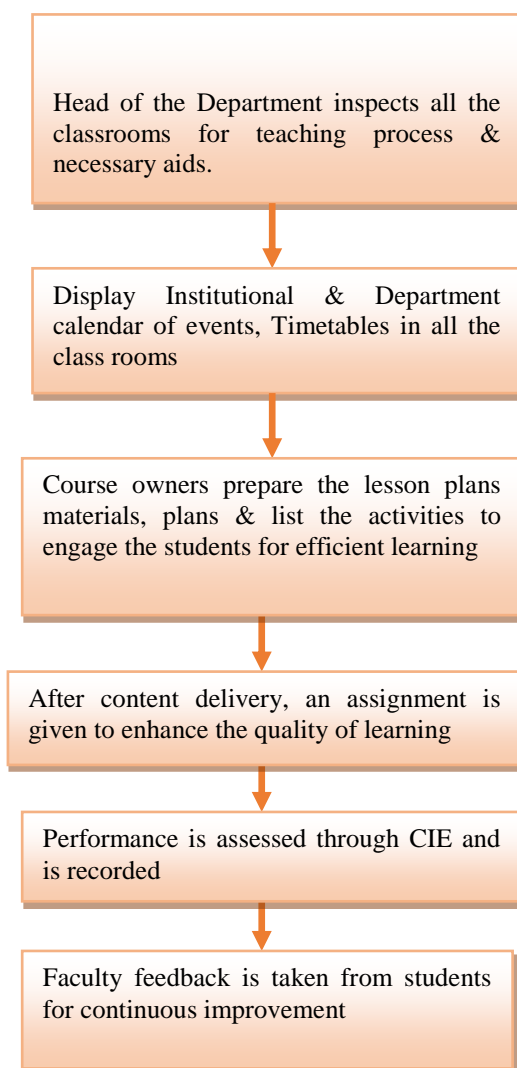 Head of the Department inspects all the
classrooms for teaching process &
necessary aids.
Display Institutional & Department
calendar of events, Timetables in all the
class rooms
Course owners prepare the lesson plans
materials, plans & list the activities to
engage the students for efficient learning
After content delivery, an assignment is
given to enhance the quality of learning
Performance is assessed through CIE and
is recorded
Faculty feedback is taken from students
for continuous improvement